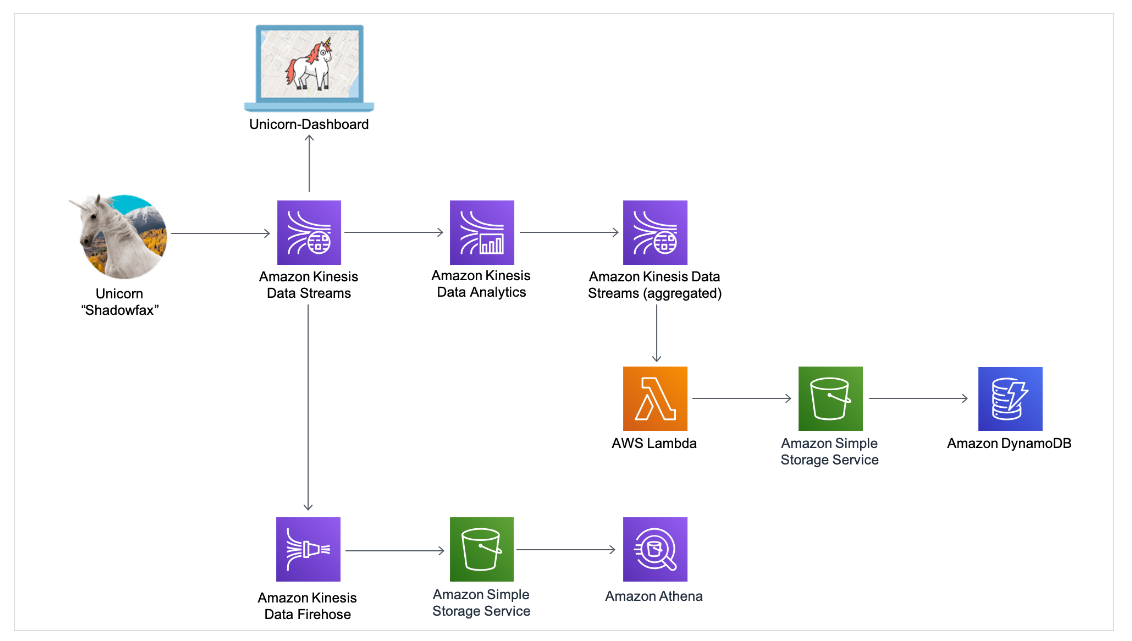 Unicorn-Dashboard
Unicorn
“Shadowfax”
Amazon Kinesis
Data Streams
Amazon Kinesis
Data Analytics
Amazon Kinesis Data
Streams (aggregated)
AWS Lambda
Amazon Simple
Storage Service
Amazon DynamoDB
Amazon Kinesis
Data Firehose
Amazon Simple
Storage Service
Amazon Athena